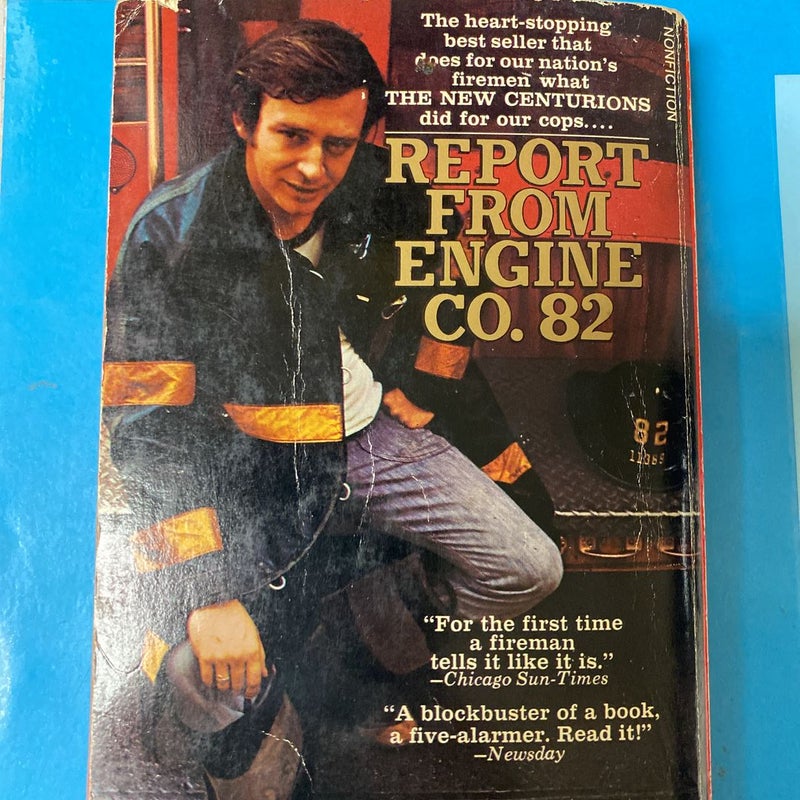 The heart-stopping
best seller that
does for our nation's
firemen what
THE NEW CENTURIONS
did for our cops....
NONFICTION
REPORT
FROM
ENGINE
CO. 82
82
“For the first time
a fireman
tells it like it is.”
—Chicago Sun-Times
“A blockbuster of a book,
a five-alarmer. Read it!”
—Newsday